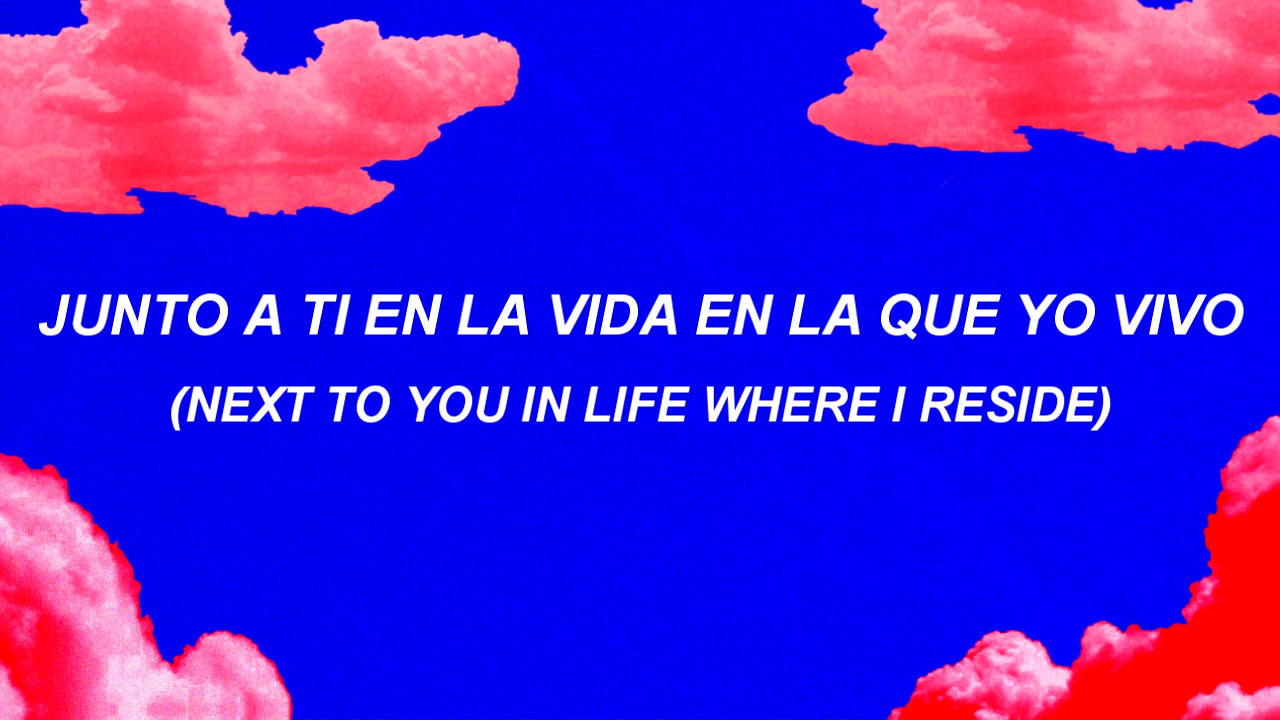 JUNTO A TI EN LA VIDA EN LA QUE YO VIVO
(NEXT TO YOU IN LIFE WHERE I RESIDE)